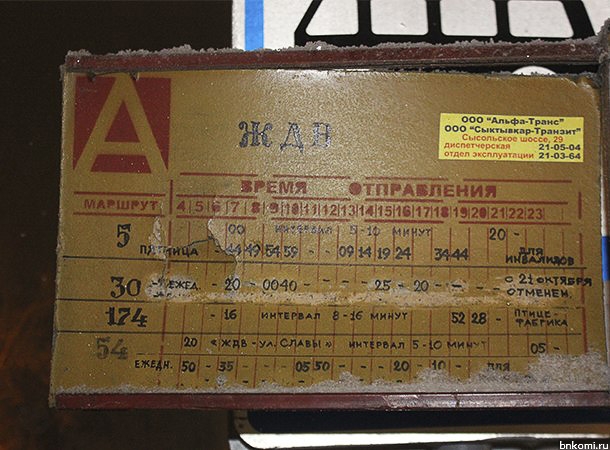 А
ЖДВ
ООО "Альфа-Транс"
ООО "Сыктывкар-Транзит"
Сысольское шоссе, 29
диспетчерская 21-05-04
отдел эксплуатации 21-03-64
ВРЕМЯ ОТПРАВЛЕНИЯ
МАРШРУТ 4 5 6 7 8 9 10 11 12 13 14 15 16 17 18 19 20 21 22 23
5 00 ИНТЕРВАЛ 5-10 МИНУТ 20 -
ПЯТНИЦА - 44 49 54 59 - - 09 14 19 24 34 44 ДЛЯ ИНВАЛИДОВ
30 ЕЖЕД. - 20 - 00 40 - - - - 25 - 20 - - - - С 21 ОКТЯБРЯ ОТМЕНЕН.
174 - 16 ИНТЕРВАЛ 8-16 МИНУТ 52 28 - ПТИЦЕ- ФАБРИКА
54 20 «ЖДВ-УЛ. СЛАВЫ» ИНТЕРВАЛ 5-10 МИНУТ 05 -
ЕЖЕДН. 50 - 35 - - - 05 50 - - - 20 - 10 - - ДЛЯ
bnkomi.ru